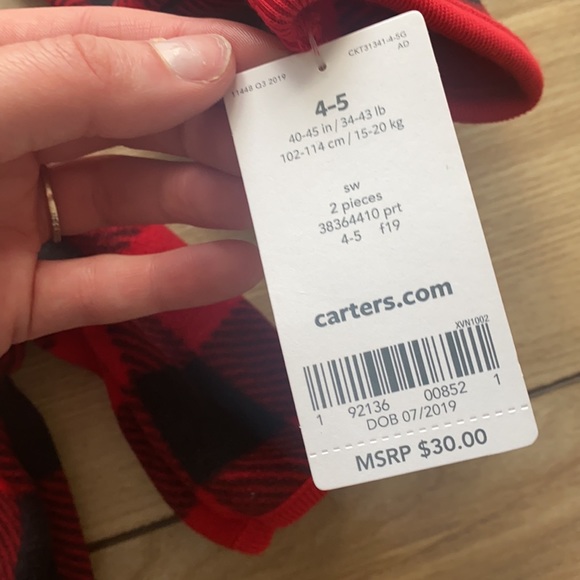 11448 Q3 2019
CKT31341-4-5G
AD
4-5
40-45 in / 34-43 lb
102-114 cm / 15-20 kg
sw
2 pieces
38364410 prt
4-5 f19
carters.com
XVN1002
1 92136 00852 1
DOB 07/2019
MSRP $30.00